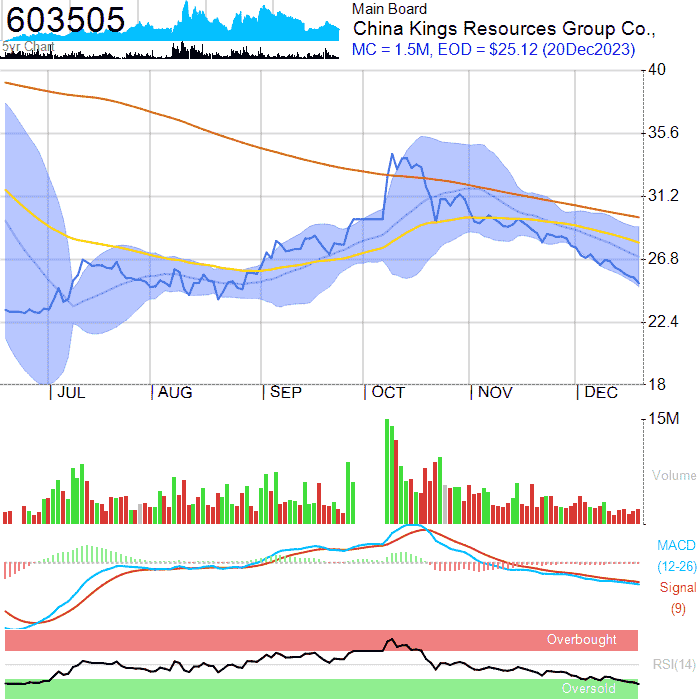 603505
5yr Chart
Main Board
China Kings Resources Group Co.,
MC = 1.5M, EOD = $25.12 (20Dec2023)
40
35.6
31.2
26.8
22.4
18
JUL
AUG
SEP
OCT
NOV
DEC
15M
Volume
MACD
(12-26)
Signal
(9)
Overbought
RSI(14)
Oversold